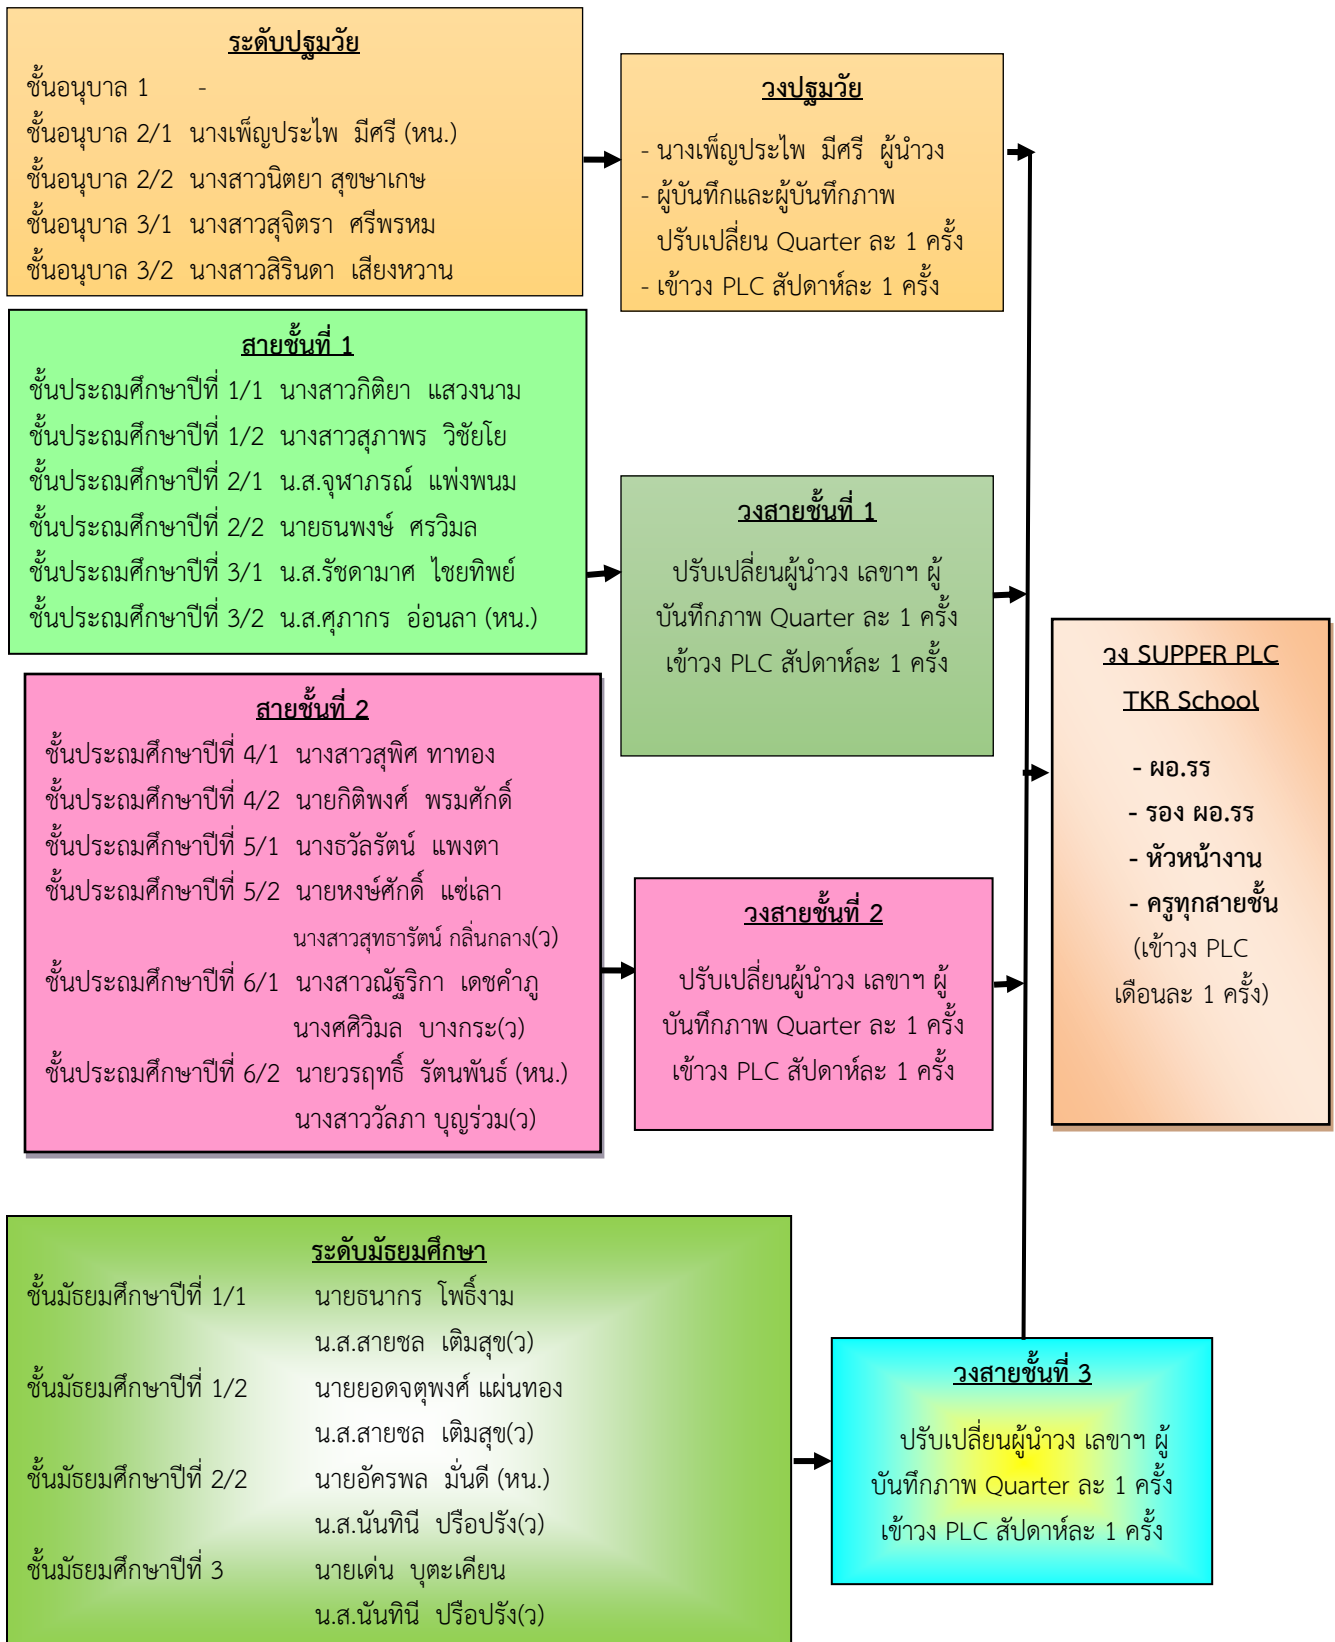 ระดับปฐมวัย
ชั้นอนุบาล 1 -
ชั้นอนุบาล 2/1 นางเพ็ญประไพ มีศรี (หน.)
ชั้นอนุบาล 2/2 นางสาวนิตยา สุขษาเกษ
ชั้นอนุบาล 3/1 นางสาวสุจิตรา ศรีพรหม
ชั้นอนุบาล 3/2 นางสาวสิรินดา เสียงหวาน
วงปฐมวัย
- นางเพ็ญประไพ มีศรี ผู้นำวง
- ผู้บันทึกและผู้บันทึกภาพ
ปรับเปลี่ยน Quarter ละ 1 ครั้ง
- เข้าวง PLC สัปดาห์ละ 1 ครั้ง
สายชั้นที่ 1
ชั้นประถมศึกษาปีที่ 1/1 นางสาวกิติยา แสวงนาม
ชั้นประถมศึกษาปีที่ 1/2 นางสาวสุภาพร วิชัยโย
ชั้นประถมศึกษาปีที่ 2/1 น.ส.จุฬาภรณ์ แพ่งพนม
ชั้นประถมศึกษาปีที่ 2/2 นายธนพงษ์ ศรวิมล
ชั้นประถมศึกษาปีที่ 3/1 น.ส.รัชดามาศ ไชยทิพย์
ชั้นประถมศึกษาปีที่ 3/2 น.ส.ศุภากร อ่อนลา (หน.)
วงสายชั้นที่ 1
ปรับเปลี่ยนผู้นำวง เลขาฯ ผู้
บันทึกภาพ Quarter ละ 1 ครั้ง
เข้าวง PLC สัปดาห์ละ 1 ครั้ง
สายชั้นที่ 2
ชั้นประถมศึกษาปีที่ 4/1 นางสาวสุพิศ ทาทอง
ชั้นประถมศึกษาปีที่ 4/2 นายกิติพงศ์ พรมศักดิ์
ชั้นประถมศึกษาปีที่ 5/1 นางธวัลรัตน์ แพงตา
ชั้นประถมศึกษาปีที่ 5/2 นายหงษ์ศักดิ์ แซ่เลา
นางสาวสุทธารัตน์ กลิ่นกลาง(ว)
ชั้นประถมศึกษาปีที่ 6/1 นางสาวณัฐริกา เดชคำภู
นางศศิวิมล บางกระ(ว)
ชั้นประถมศึกษาปีที่ 6/2 นายวรฤทธิ์ รัตนพันธ์ (หน.)
นางสาววัลภา บุญร่วม(ว)
วงสายชั้นที่ 2
ปรับเปลี่ยนผู้นำวง เลขาฯ ผู้
บันทึกภาพ Quarter ละ 1 ครั้ง
เข้าวง PLC สัปดาห์ละ 1 ครั้ง
วง SUPPER PLC
TKR School
- ผอ.รร
- รอง ผอ.รร
- หัวหน้างาน
- ครูทุกสายชั้น
(เข้าวง PLC
เดือนละ 1 ครั้ง)
ระดับมัธยมศึกษา
ชั้นมัธยมศึกษาปีที่ 1/1 นายธนากร โพธิ์งาม
น.ส.สายชล เติมสุข(ว)
ชั้นมัธยมศึกษาปีที่ 1/2 นายยอดจตุพงศ์ แผ่นทอง
น.ส.สายชล เติมสุข(ว)
ชั้นมัธยมศึกษาปีที่ 2/2 นายอัครพล มั่นดี (หน.)
น.ส.นันทินี ปรือปรัง(ว)
ชั้นมัธยมศึกษาปีที่ 3 นายเด่น บุตะเคียน
น.ส.นันทินี ปรือปรัง(ว)
วงสายชั้นที่ 3
ปรับเปลี่ยนผู้นำวง เลขาฯ ผู้
บันทึกภาพ Quarter ละ 1 ครั้ง
เข้าวง PLC สัปดาห์ละ 1 ครั้ง